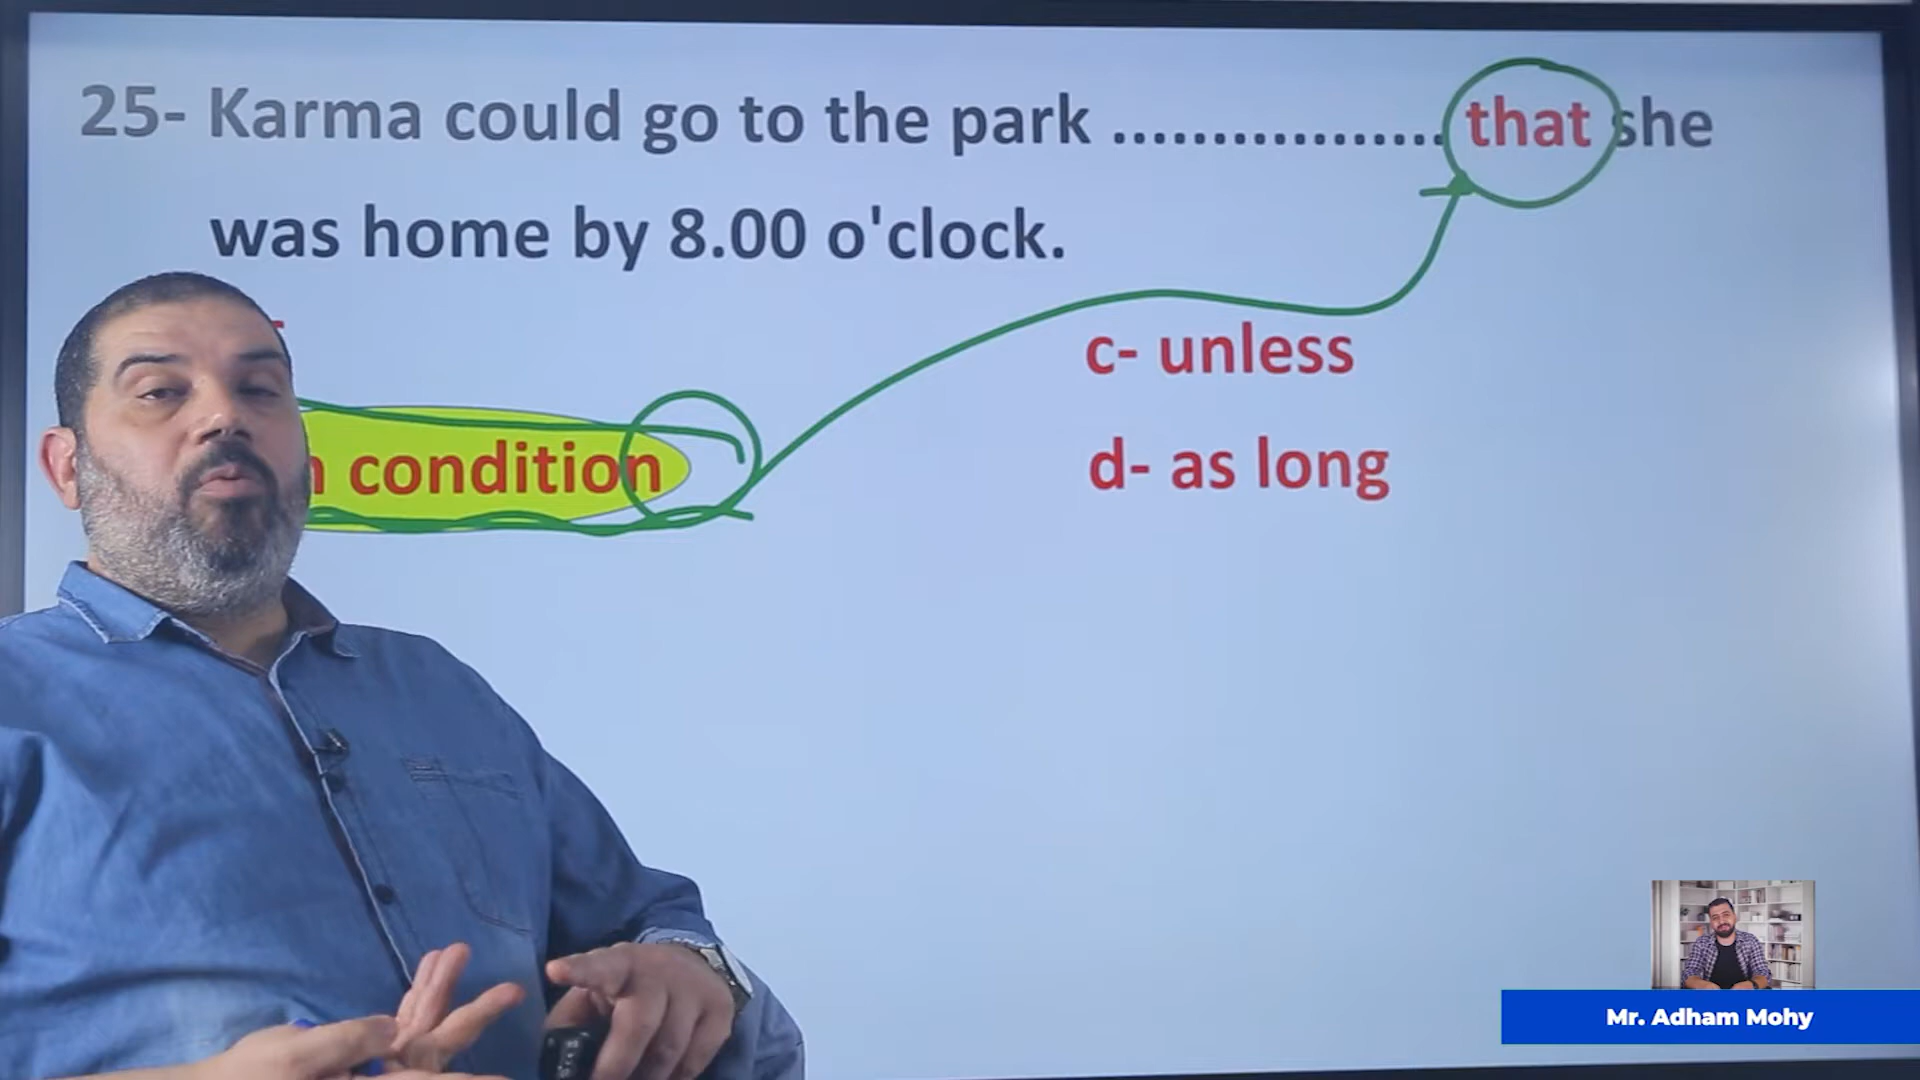 25- Karma could go to the park ................. that she
was home by 8.00 o'clock.
c- unless
condition
d- as long
Mr. Adham Mohy